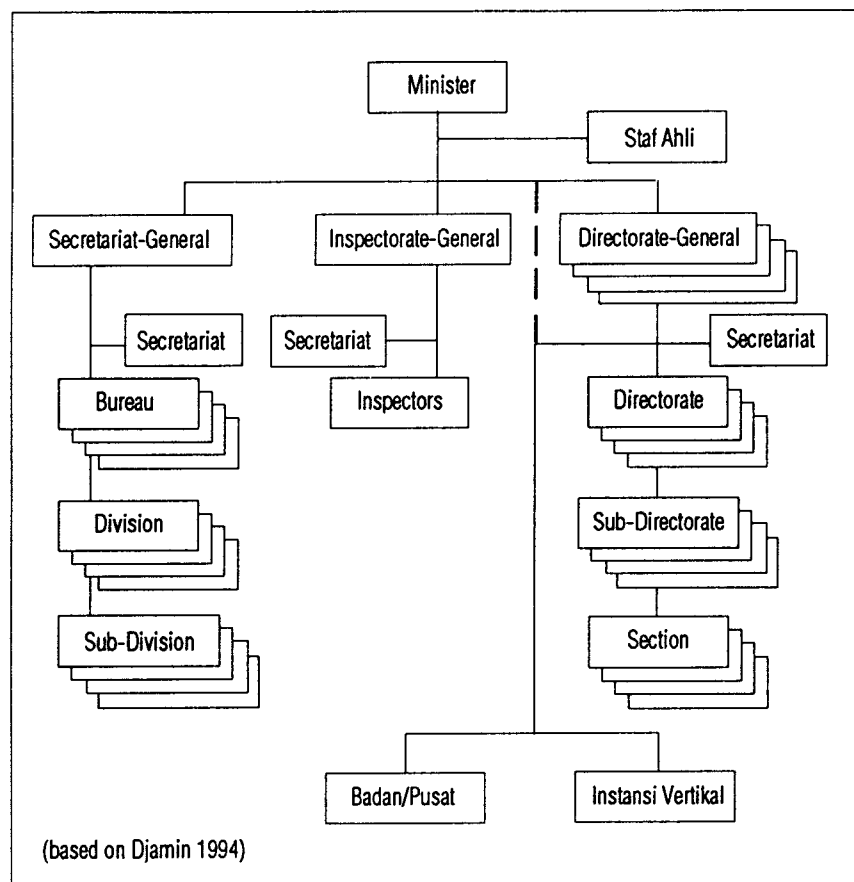 Minister
Staf Ahli
Secretariat-General
Inspectorate-General
Directorate-General
Secretariat
Secretariat
Secretariat
Bureau
Inspectors
Directorate
Division
Sub-Directorate
Sub-Division
Section
Badan/Pusat
Instansi Vertikal
(based on Djamin 1994)